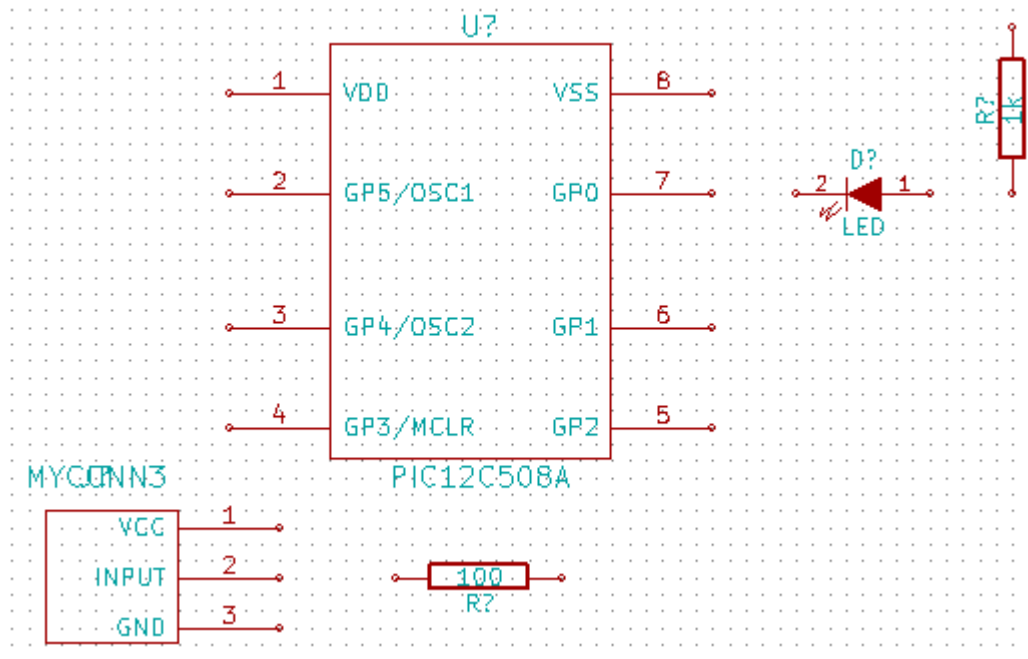 U?
1 VDD VSS 8
2 GP5/OSC1 GP0 7
3 GP4/OSC2 GP1 6
4 GP3/MCLR GP2 5
PIC12C508A
D?
2 1
LED
R?
1k
VCC 1
INPUT 2
GND 3
100
R?